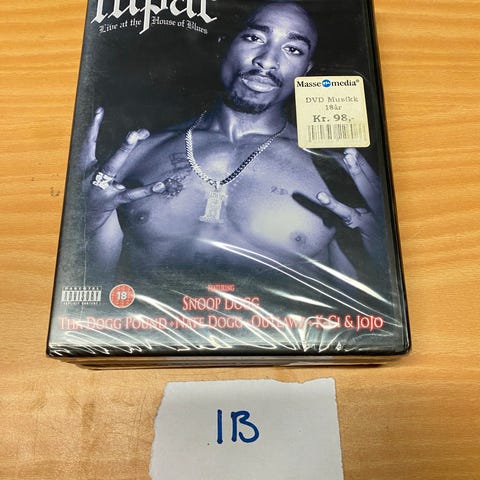 tupac
Live at the House of Blues
Masse media
DVD Musikk
18år
Kr. 98,-
PARENTAL
ADVISORY
EXPLICIT CONTENT
18
FEATURING
SNOOP DOGG
THA DOGG POUND • NATE DOGG • OUTLAWZ • K-CI & JOJO
1B